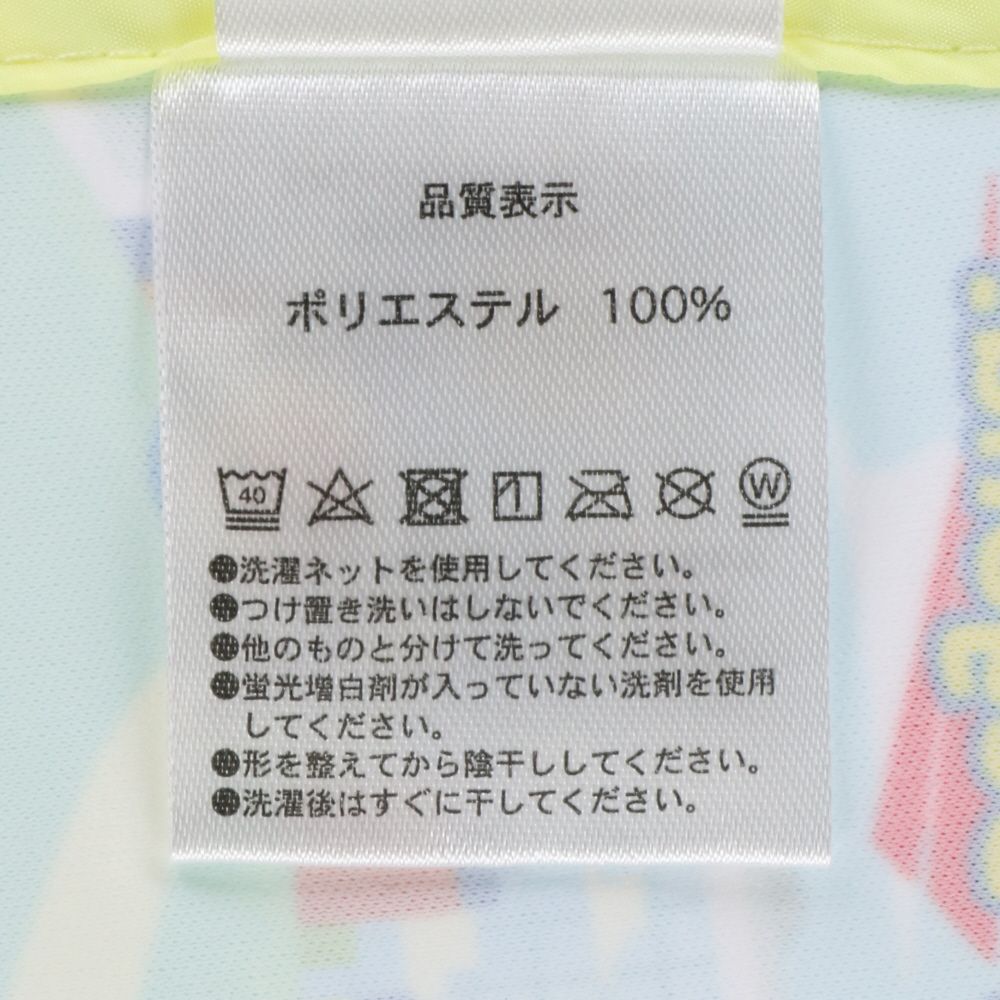 品質表示
ポリエステル 100%
40 W
●洗濯ネットを使用してください。
●つけ置き洗いはしないでください。
●他のものと分けて洗ってください。
●蛍光増白剤が入っていない洗剤を使用
してください。
●形を整えてから陰干ししてください。
●洗濯後はすぐに干してください。